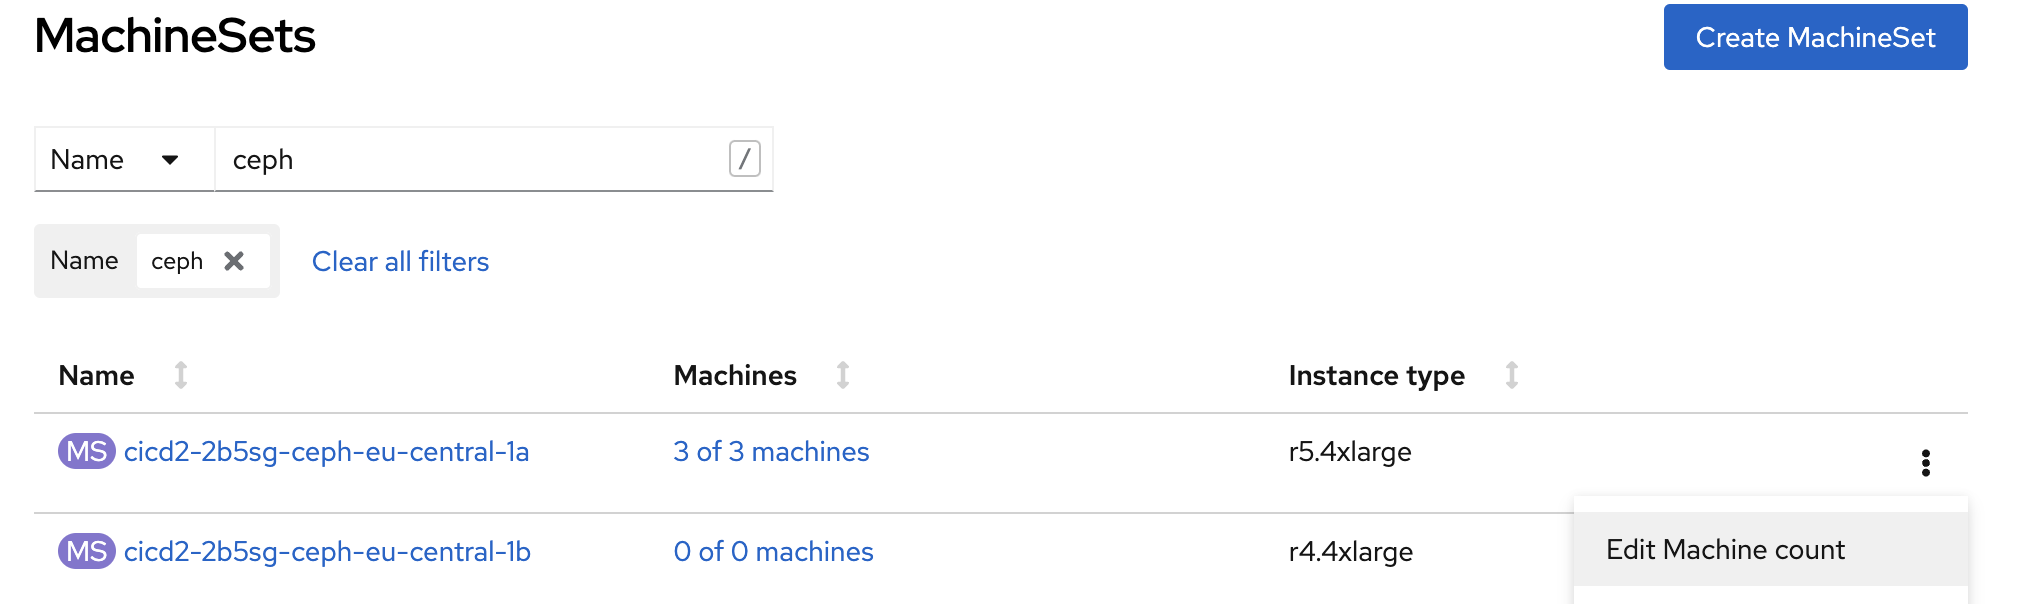 MachineSets
Create MachineSet
Name ceph /
Name ceph Clear all filters
Name Machines Instance type
MS cicd2-2b5sg-ceph-eu-central-1a 3 of 3 machines r5.4xlarge
MS cicd2-2b5sg-ceph-eu-central-1b 0 of 0 machines r4.4xlarge
Edit Machine count